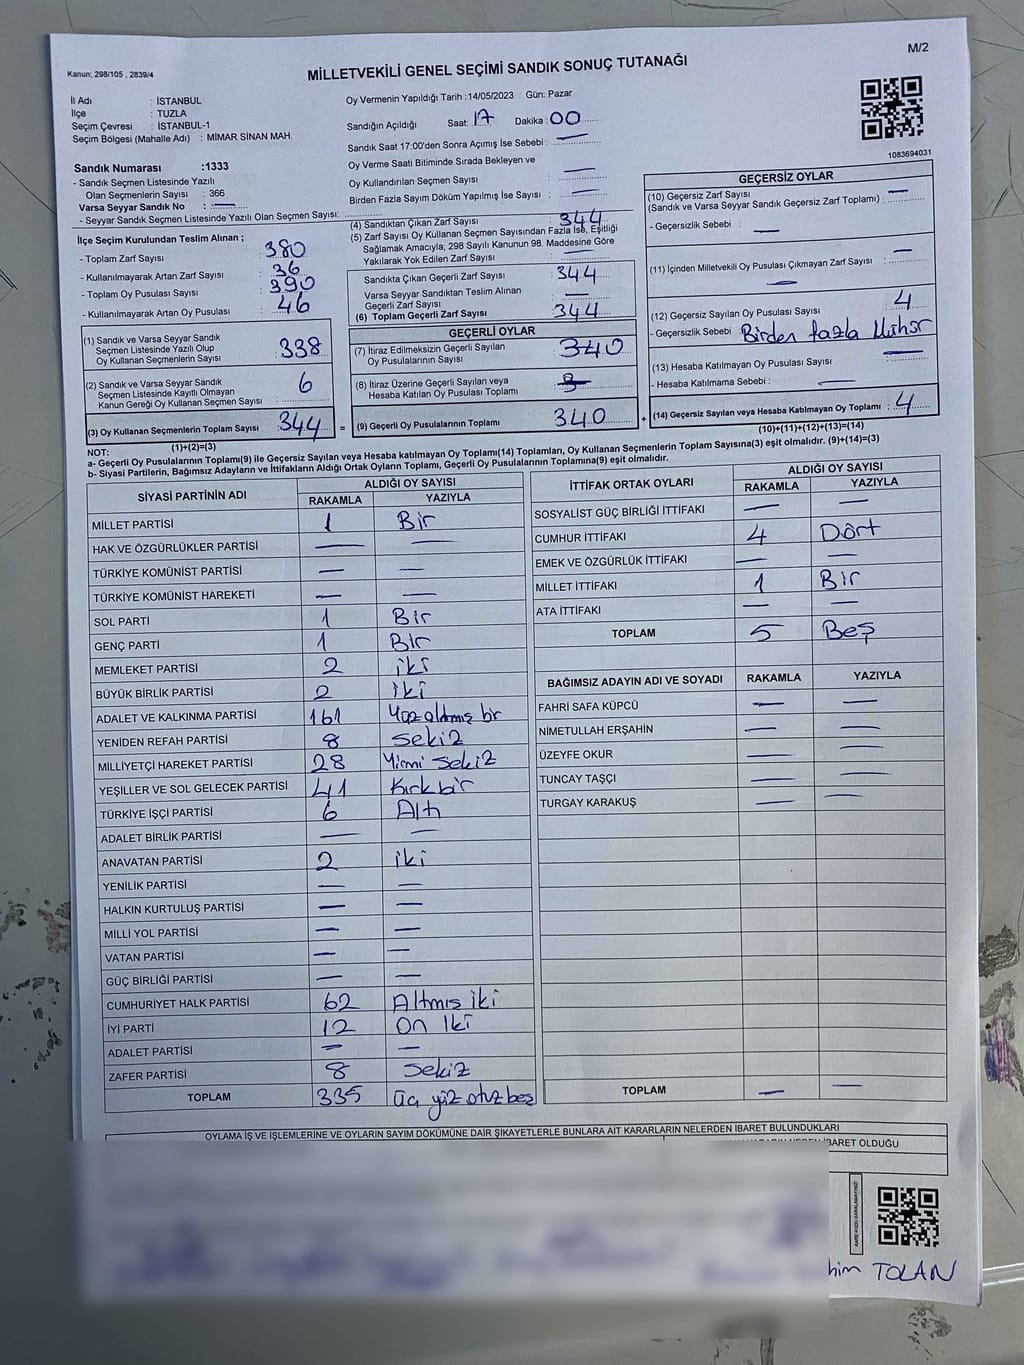 M/2
Kanun: 298/105 , 2839/4
MİLLETVEKİLİ GENEL SEÇİMİ SANDIK SONUÇ TUTANAĞI
İl Adı : İSTANBUL
İlçe : TUZLA
Seçim Çevresi : İSTANBUL-1
Seçim Bölgesi (Mahalle Adı) : MİMAR SİNAN MAH.
Sandık Numarası :1333
- Sandık Seçmen Listesinde Yazılı
Olan Seçmenlerin Sayısı : 366
Varsa Seyyar Sandık No : —
- Seyyar Sandık Seçmen Listesinde Yazılı Olan Seçmen Sayısı:
Oy Vermenin Yapıldığı Tarih :14/05/2023 Gün: Pazar
Sandığın Açıldığı Saat: 17 Dakika : 00
Sandık Saat 17:00'den Sonra Açımış İse Sebebi : —
Oy Verme Saati Bitiminde Sırada Bekleyen ve
Oy Kullandırılan Seçmen Sayısı : —
Birden Fazla Sayım Döküm Yapılmış İse Sayısı : —
1083694031
İlçe Seçim Kurulundan Teslim Alınan ;
- Toplam Zarf Sayısı : 380
- Kullanılmayarak Artan Zarf Sayısı : 36
- Toplam Oy Pusulası Sayısı : 390
- Kullanılmayarak Artan Oy Pusulası : 46
(1) Sandık ve Varsa Seyyar Sandık
Seçmen Listesinde Yazılı Olup
Oy Kullanan Seçmenlerin Sayısı : 338
(2) Sandık ve Varsa Seyyar Sandık
Seçmen Listesinde Kayıtlı Olmayan
Kanun Gereği Oy Kullanan Seçmen Sayısı : 6
(3) Oy Kullanan Seçmenlerin Toplam Sayısı : 344
(1)+(2)=(3)
(4) Sandıktan Çıkan Zarf Sayısı : 344
(5) Zarf Sayısı Oy Kullanan Seçmen Sayısından Fazla İse, Eşitliği
Sağlamak Amacıyla; 298 Sayılı Kanunun 98. Maddesine Göre
Yakılarak Yok Edilen Zarf Sayısı : —
Sandıkta Çıkan Geçerli Zarf Sayısı : 344
Varsa Seyyar Sandıktan Teslim Alınan
Geçerli Zarf Sayısı : —
(6) Toplam Geçerli Zarf Sayısı : 344
GEÇERLİ OYLAR
(7) İtiraz Edilmeksizin Geçerli Sayılan
Oy Pusulalarının Sayısı : 340
(8) İtiraz Üzerine Geçerli Sayılan veya
Hesaba Katılan Oy Pusulası Toplamı :
= (9) Geçerli Oy Pusulalarının Toplamı : 340 +
GEÇERSİZ OYLAR
(10) Geçersiz Zarf Sayısı
(Sandık ve Varsa Seyyar Sandık Geçersiz Zarf Toplamı) : —
- Geçersizlik Sebebi : —
(11) İçinden Milletvekili Oy Pusulası Çıkmayan Zarf Sayısı : —
—
(12) Geçersiz Sayılan Oy Pusulası Sayısı : 4
- Geçersizlik Sebebi : Birden fazla Mühür
(13) Hesaba Katılmayan Oy Pusulası Sayısı : —
- Hesaba Katılmama Sebebi : —
(14) Geçersiz Sayılan veya Hesaba Katılmayan Oy Toplamı : 4
(10)+(11)+(12)+(13)=(14)
NOT:
a- Geçerli Oy Pusulalarının Toplamı(9) ile Geçersiz Sayılan veya Hesaba katılmayan Oy Toplamı(14) Toplamları, Oy Kullanan Seçmenlerin Toplam Sayısına(3) eşit olmalıdır. (9)+(14)=(3)
b- Siyasi Partilerin, Bağımsız Adayların ve İttifakların Aldığı Ortak Oyların Toplamı, Geçerli Oy Pusulalarının Toplamına(9) eşit olmalıdır.
SİYASİ PARTİNİN ADI ALDIĞI OY SAYISI
RAKAMLA YAZIYLA
MİLLET PARTİSİ 1 Bir
HAK VE ÖZGÜRLÜKLER PARTİSİ — —
TÜRKİYE KOMÜNİST PARTİSİ — —
TÜRKİYE KOMÜNİST HAREKETİ — —
SOL PARTİ 1 Bir
GENÇ PARTİ 1 Bir
MEMLEKET PARTİSİ 2 iki
BÜYÜK BİRLİK PARTİSİ 2 iki
ADALET VE KALKINMA PARTİSİ 161 Yüz altmış bir
YENİDEN REFAH PARTİSİ 8 sekiz
MİLLİYETÇİ HAREKET PARTİSİ 28 Yirmi Sekiz
YEŞİLLER VE SOL GELECEK PARTİSİ 41 Kırk bir
TÜRKİYE İŞÇİ PARTİSİ 6 Altı
ADALET BİRLİK PARTİSİ — —
ANAVATAN PARTİSİ 2 iki
YENİLİK PARTİSİ — —
HALKIN KURTULUŞ PARTİSİ — —
MİLLİ YOL PARTİSİ — —
VATAN PARTİSİ — —
GÜÇ BİRLİĞİ PARTİSİ — —
CUMHURİYET HALK PARTİSİ 62 Altmış iki
İYİ PARTİ 12 On İki
ADALET PARTİSİ — —
ZAFER PARTİSİ 8 Sekiz
TOPLAM 335 üç yüz otuz beş
İTTİFAK ORTAK OYLARI ALDIĞI OY SAYISI
RAKAMLA YAZIYLA
SOSYALİST GÜÇ BİRLİĞİ İTTİFAKI — —
CUMHUR İTTİFAKI 4 Dört
EMEK VE ÖZGÜRLÜK İTTİFAKI — —
MİLLET İTTİFAKI 1 Bir
ATA İTTİFAKI — —
TOPLAM 5 Beş
BAĞIMSIZ ADAYIN ADI VE SOYADI RAKAMLA YAZIYLA
FAHRİ SAFA KÜPCÜ — —
NİMETULLAH ERŞAHİN — —
ÜZEYFE OKUR — —
TUNCAY TAŞÇI — —
TURGAY KARAKUŞ — —
TOPLAM — —
OYLAMA İŞ VE İŞLEMLERİNE VE OYLARIN SAYIM DÖKÜMÜNE DAİR ŞİKAYETLERLE BUNLARA AİT KARARLARIN NELERDEN İBARET BULUNDUKLARI
İBARET OLDUĞU
him TOLAN